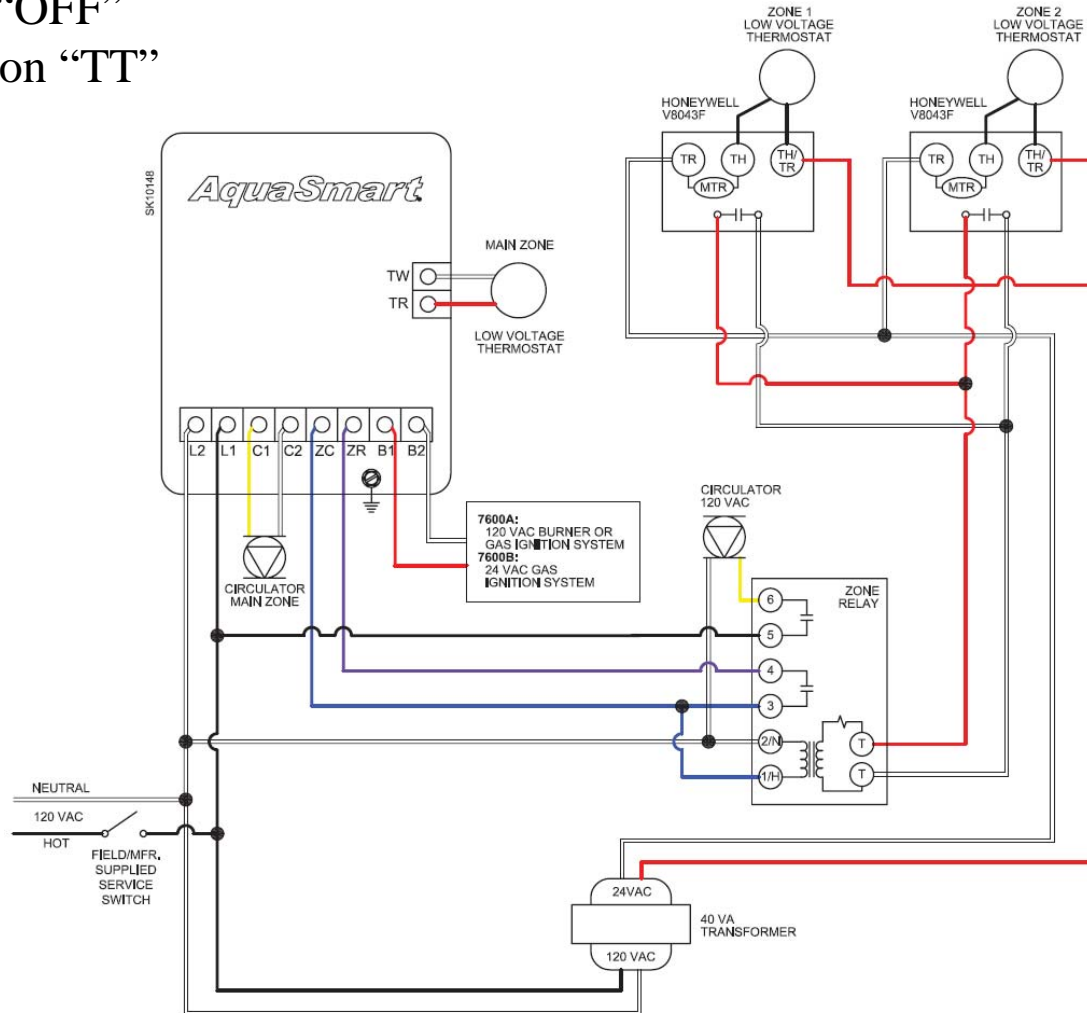 “OFF”
on “TT”
ZONE 1
LOW VOLTAGE
THERMOSTAT
ZONE 2
LOW VOLTAGE
THERMOSTAT
HONEYWELL
V8043F
HONEYWELL
V8043F
TR
TH
TH/
TR
MTR
TR
TH
TH/
TR
MTR
SK10148
AquaSmart
MAIN ZONE
TW
TR
LOW VOLTAGE
THERMOSTAT
L2 L1 C1 C2 ZC ZR B1 B2
CIRCULATOR
MAIN ZONE
7600A:
120 VAC BURNER OR
GAS IGNITION SYSTEM
7600B:
24 VAC GAS
IGNITION SYSTEM
CIRCULATOR
120 VAC
ZONE
RELAY
6
5
4
3
2/N
1/H
T
T
NEUTRAL
120 VAC
HOT
FIELD/MFR.
SUPPLIED
SERVICE
SWITCH
24VAC
40 VA
TRANSFORMER
120 VAC